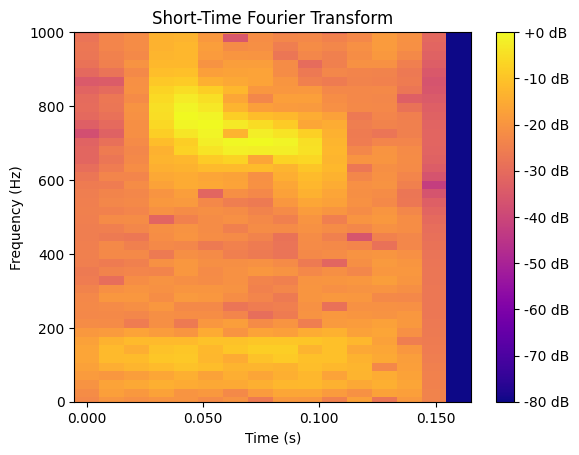 Short-Time Fourier Transform
1000
800
600
400
200
0
Frequency (Hz)
0.000
0.050
0.100
0.150
Time (s)
+0 dB
-10 dB
-20 dB
-30 dB
-40 dB
-50 dB
-60 dB
-70 dB
-80 dB